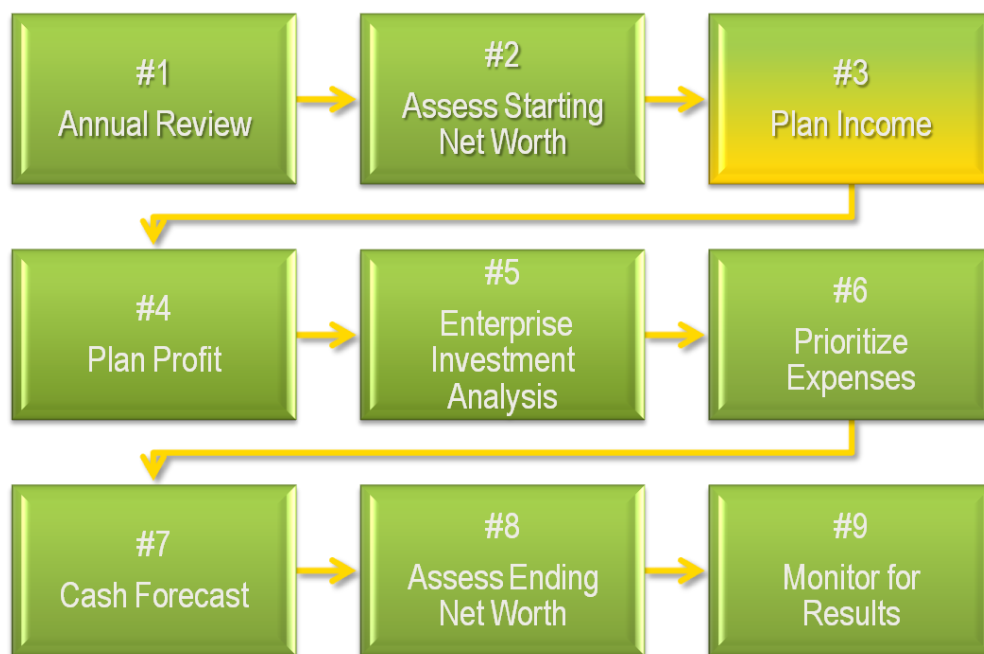 #1
Annual Review
#2
Assess Starting
Net Worth
#3
Plan Income
#4
Plan Profit
#5
Enterprise
Investment
Analysis
#6
Prioritize
Expenses
#7
Cash Forecast
#8
Assess Ending
Net Worth
#9
Monitor for
Results